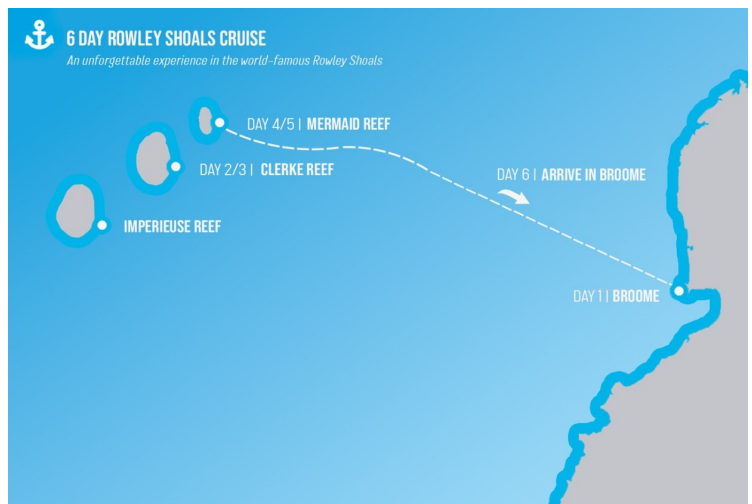 6 DAY ROWLEY SHOALS CRUISE
An unforgettable experience in the world-famous Rowley Shoals
DAY 4/5 | MERMAID REEF
DAY 2/3 | CLERKE REEF
DAY 6 | ARRIVE IN BROOME
IMPERIEUSE REEF
DAY 1 | BROOME